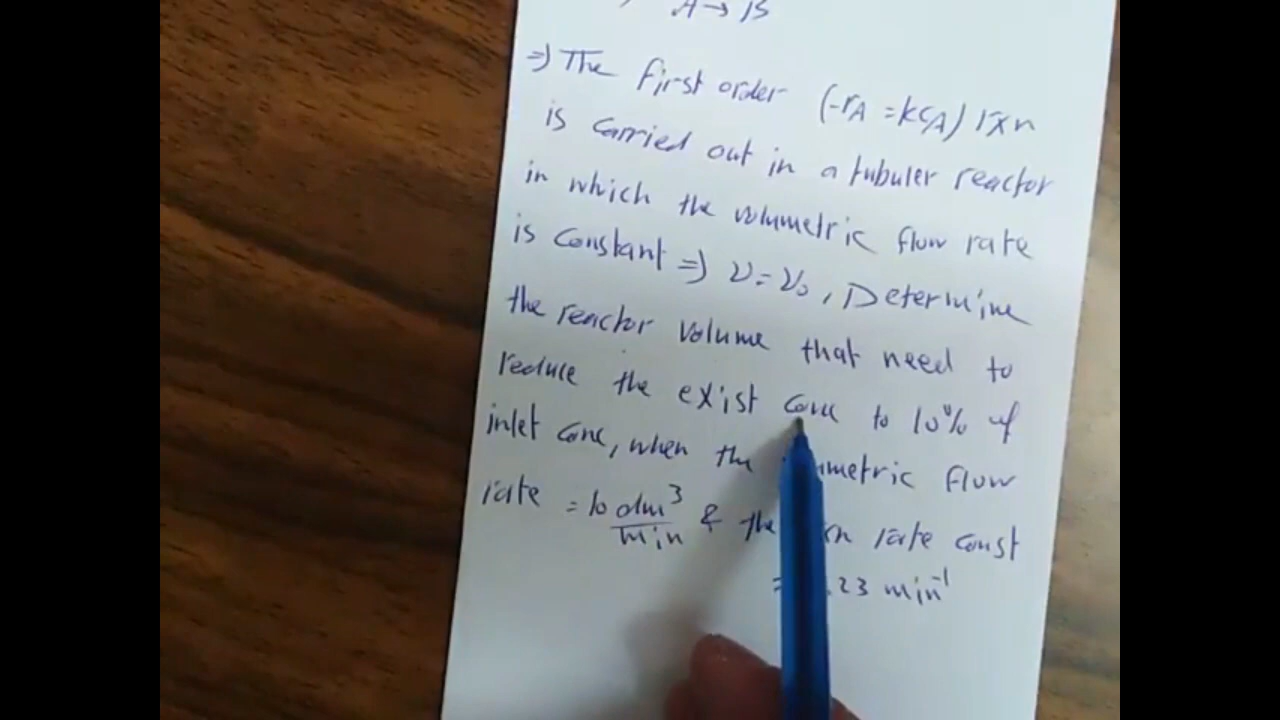 A → B
⇒ The first order (-rA = kCA) rxn
is carried out in a tubuler reactor
in which the volumetric flow rate
is constant ⇒ υ = υ₀, Determine
the reactor volume that need to
reduce the exist conc to 10% of
inlet conc, when the metric flow
rate = 10 dm³/min & the rate const
= .23 min⁻¹